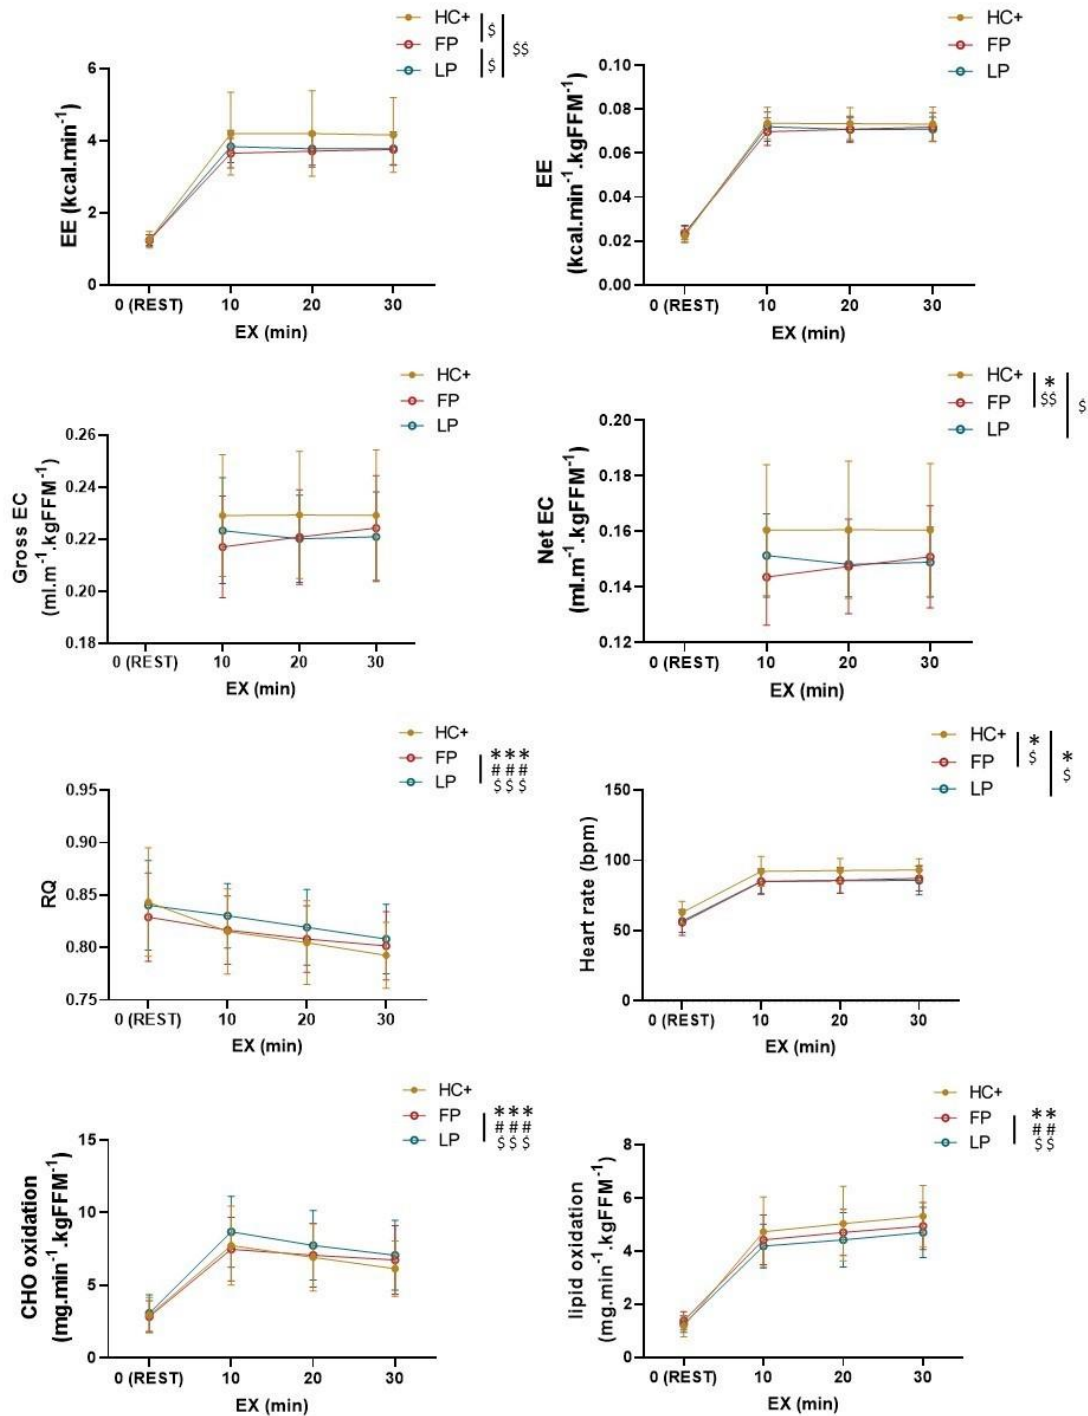 HC+
FP
LP
$
$
$$
EE (kcal.min⁻¹)
6
4
2
0
0 (REST) 10 20 30
EX (min)
HC+
FP
LP
EE
(kcal.min⁻¹.kgFFM⁻¹)
0.10
0.08
0.06
0.04
0.02
0.00
0 (REST) 10 20 30
EX (min)
HC+
FP
LP
Gross EC
(ml.m⁻¹.kgFFM⁻¹)
0.26
0.24
0.22
0.20
0.18
0 (REST) 10 20 30
EX (min)
HC+
FP
LP
*
$$
$
Net EC
(ml.m⁻¹.kgFFM⁻¹)
0.20
0.18
0.16
0.14
0.12
0 (REST) 10 20 30
EX (min)
HC+
FP
LP
***
###
$$$
RQ
0.95
0.90
0.85
0.80
0.75
0 (REST) 10 20 30
EX (min)
HC+
FP
LP
*
$
*
$
Heart rate (bpm)
150
100
50
0
0 (REST) 10 20 30
EX (min)
HC+
FP
LP
***
###
$$$
CHO oxidation
(mg.min⁻¹.kgFFM⁻¹)
15
10
5
0
0 (REST) 10 20 30
EX (min)
HC+
FP
LP
**
##
$$
lipid oxidation
(mg.min⁻¹.kgFFM⁻¹)
8
6
4
2
0
0 (REST) 10 20 30
EX (min)